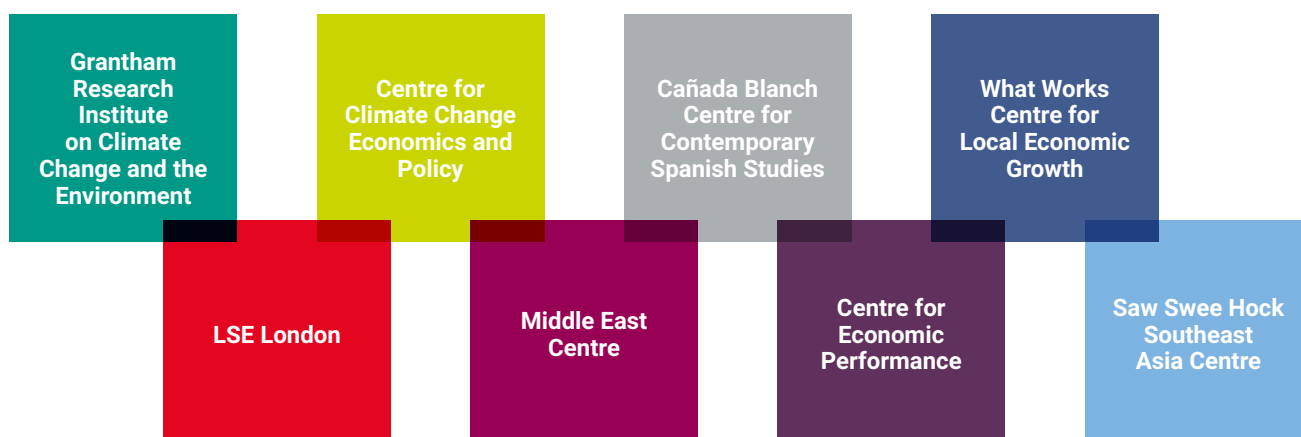 Grantham
Research
Institute
on Climate
Change and the
Environment
Centre for
Climate Change
Economics and
Policy
Cañada Blanch
Centre for
Contemporary
Spanish Studies
What Works
Centre for
Local Economic
Growth
LSE London
Middle East
Centre
Centre for
Economic
Performance
Saw Swee Hock
Southeast
Asia Centre